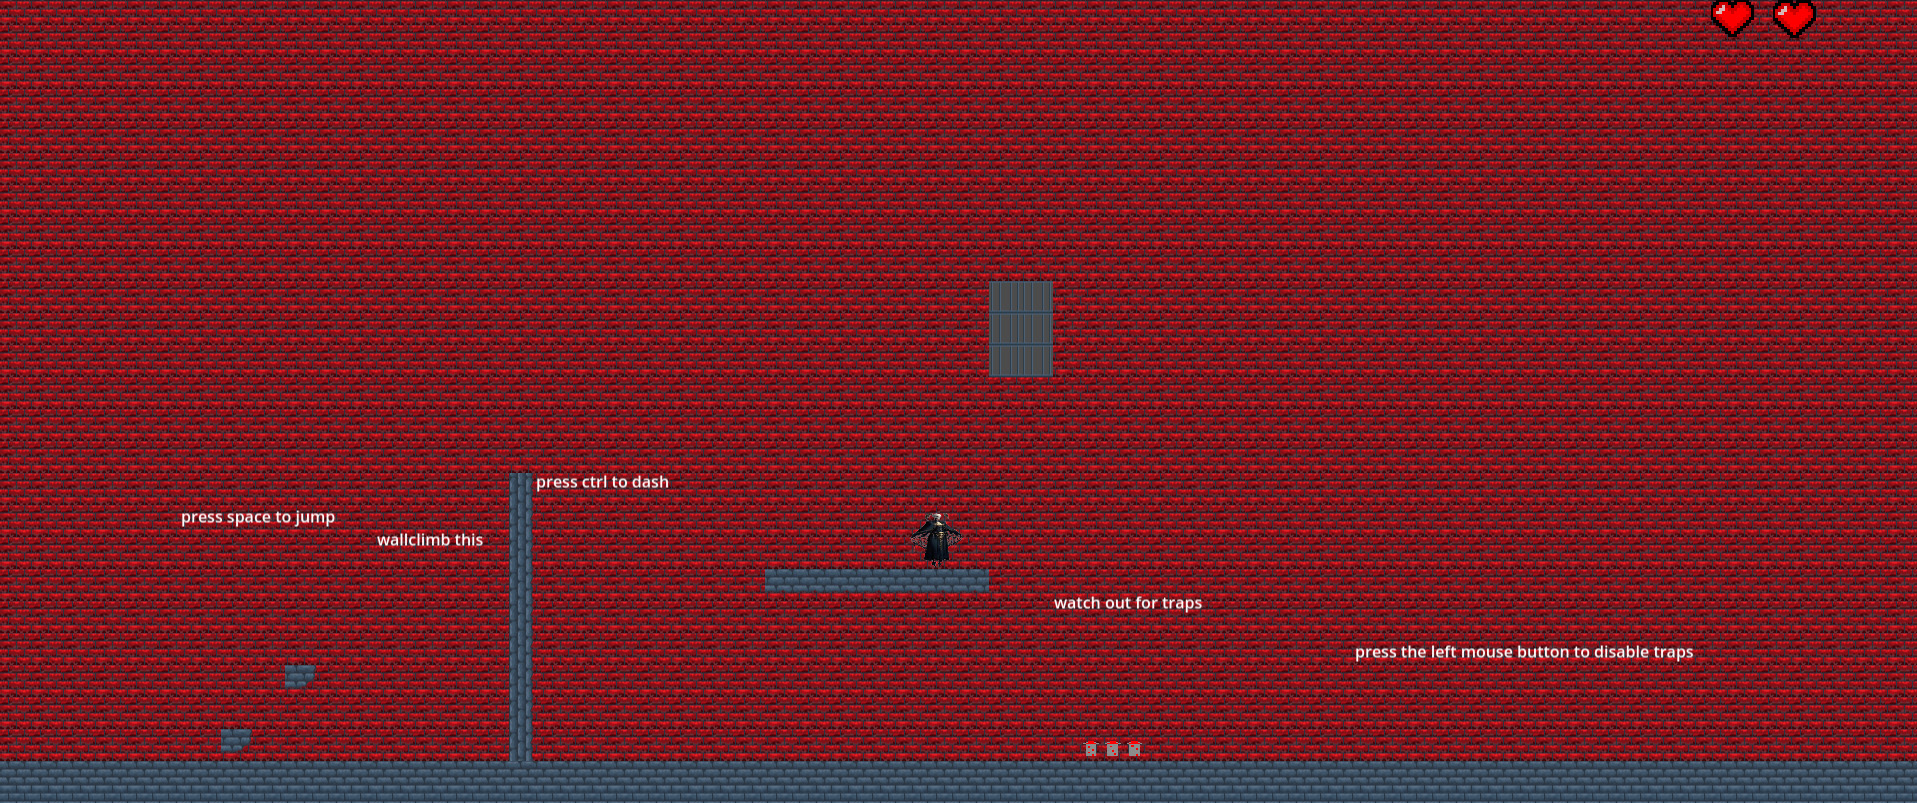 press ctrl to dash
press space to jump
wallclimb this
watch out for traps
press the left mouse button to disable traps